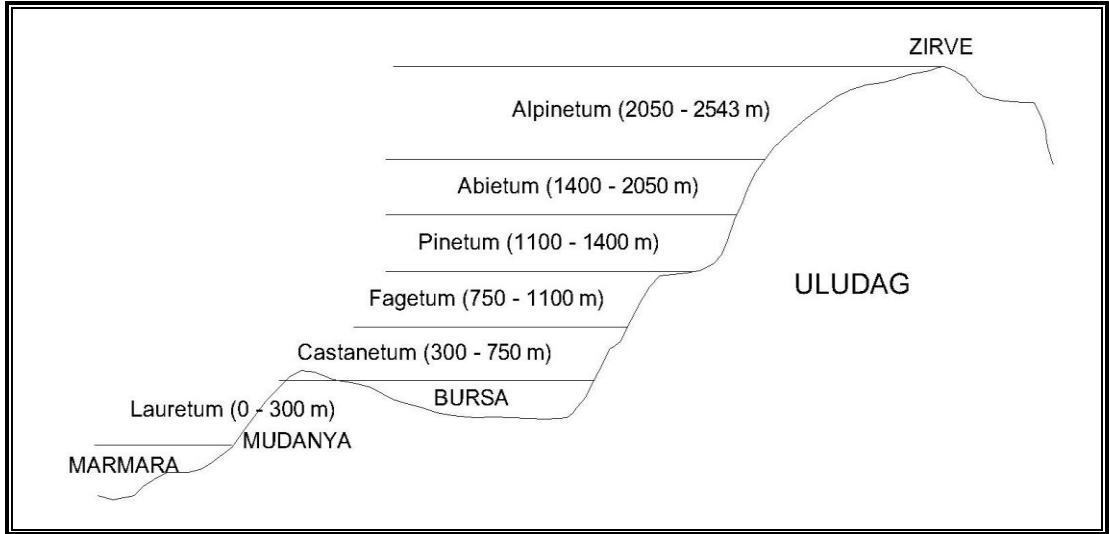 ZIRVE
Alpinetum (2050 - 2543 m)
Abietum (1400 - 2050 m)
Pinetum (1100 - 1400 m)
ULUDAG
Fagetum (750 - 1100 m)
Castanetum (300 - 750 m)
BURSA
Lauretum (0 - 300 m)
MUDANYA
MARMARA